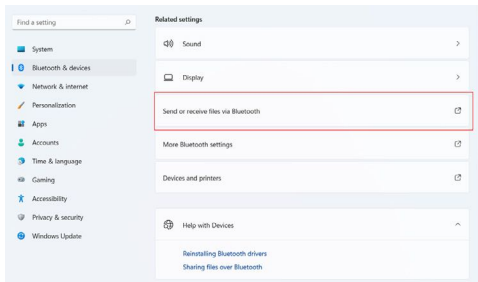 Find a setting
System
Bluetooth & devices
Network & internet
Personalization
Apps
Accounts
Time & language
Gaming
Accessibility
Privacy & security
Windows Update
Related settings
Sound
Display
Send or receive files via Bluetooth
More Bluetooth settings
Devices and printers
Help with Devices
Reinstalling Bluetooth drivers
Sharing files over Bluetooth